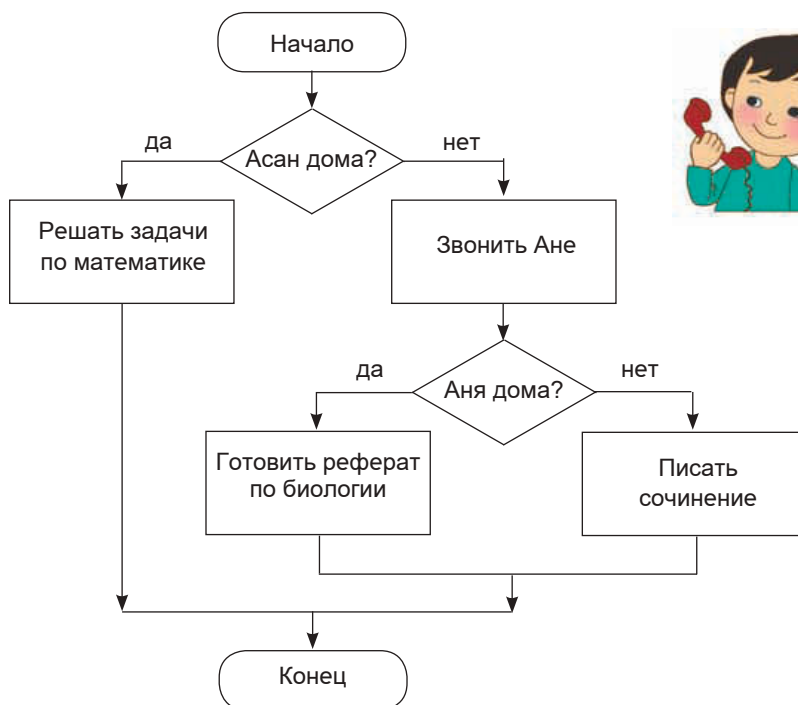 Начало
да
Асан дома?
нет
Решать задачи
по математике
Звонить Ане
да
Аня дома?
нет
Готовить реферат
по биологии
Писать
сочинение
Конец